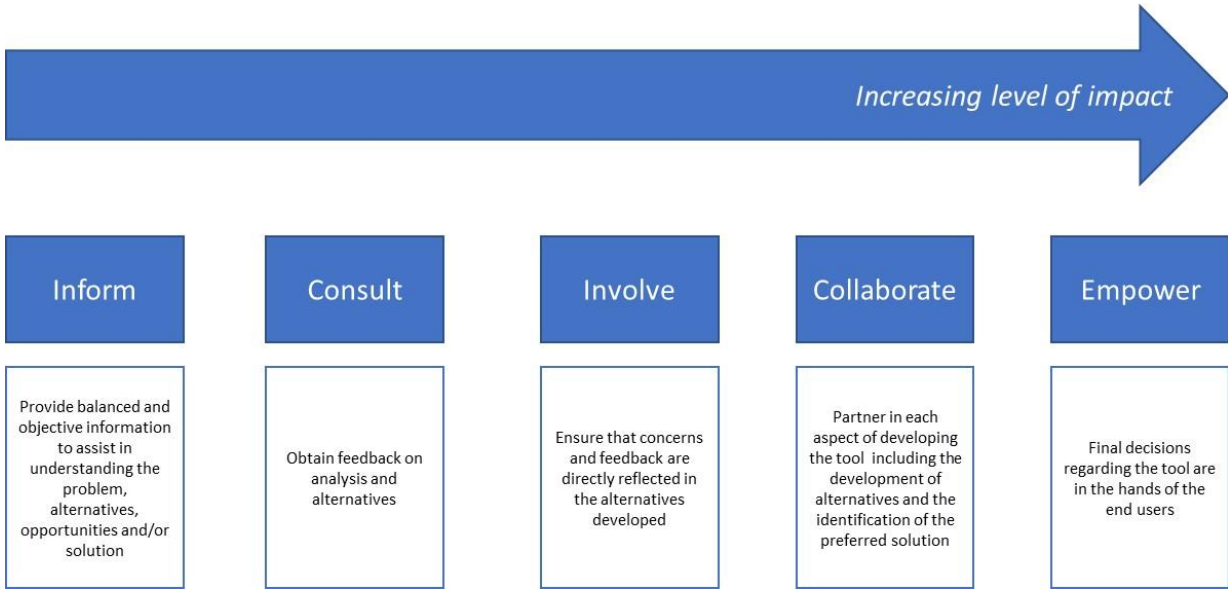 Increasing level of impact
Inform
Consult
Involve
Collaborate
Empower
Provide balanced and
objective information
to assist in
understanding the
problem,
alternatives,
opportunities and/or
solution
Obtain feedback on
analysis and
alternatives
Ensure that concerns
and feedback are
directly reflected in
the alternatives
developed
Partner in each
aspect of developing
the tool  including the
development of
alternatives and the
identification of the
preferred solution
Final decisions
regarding the tool are
in the hands of the
end users